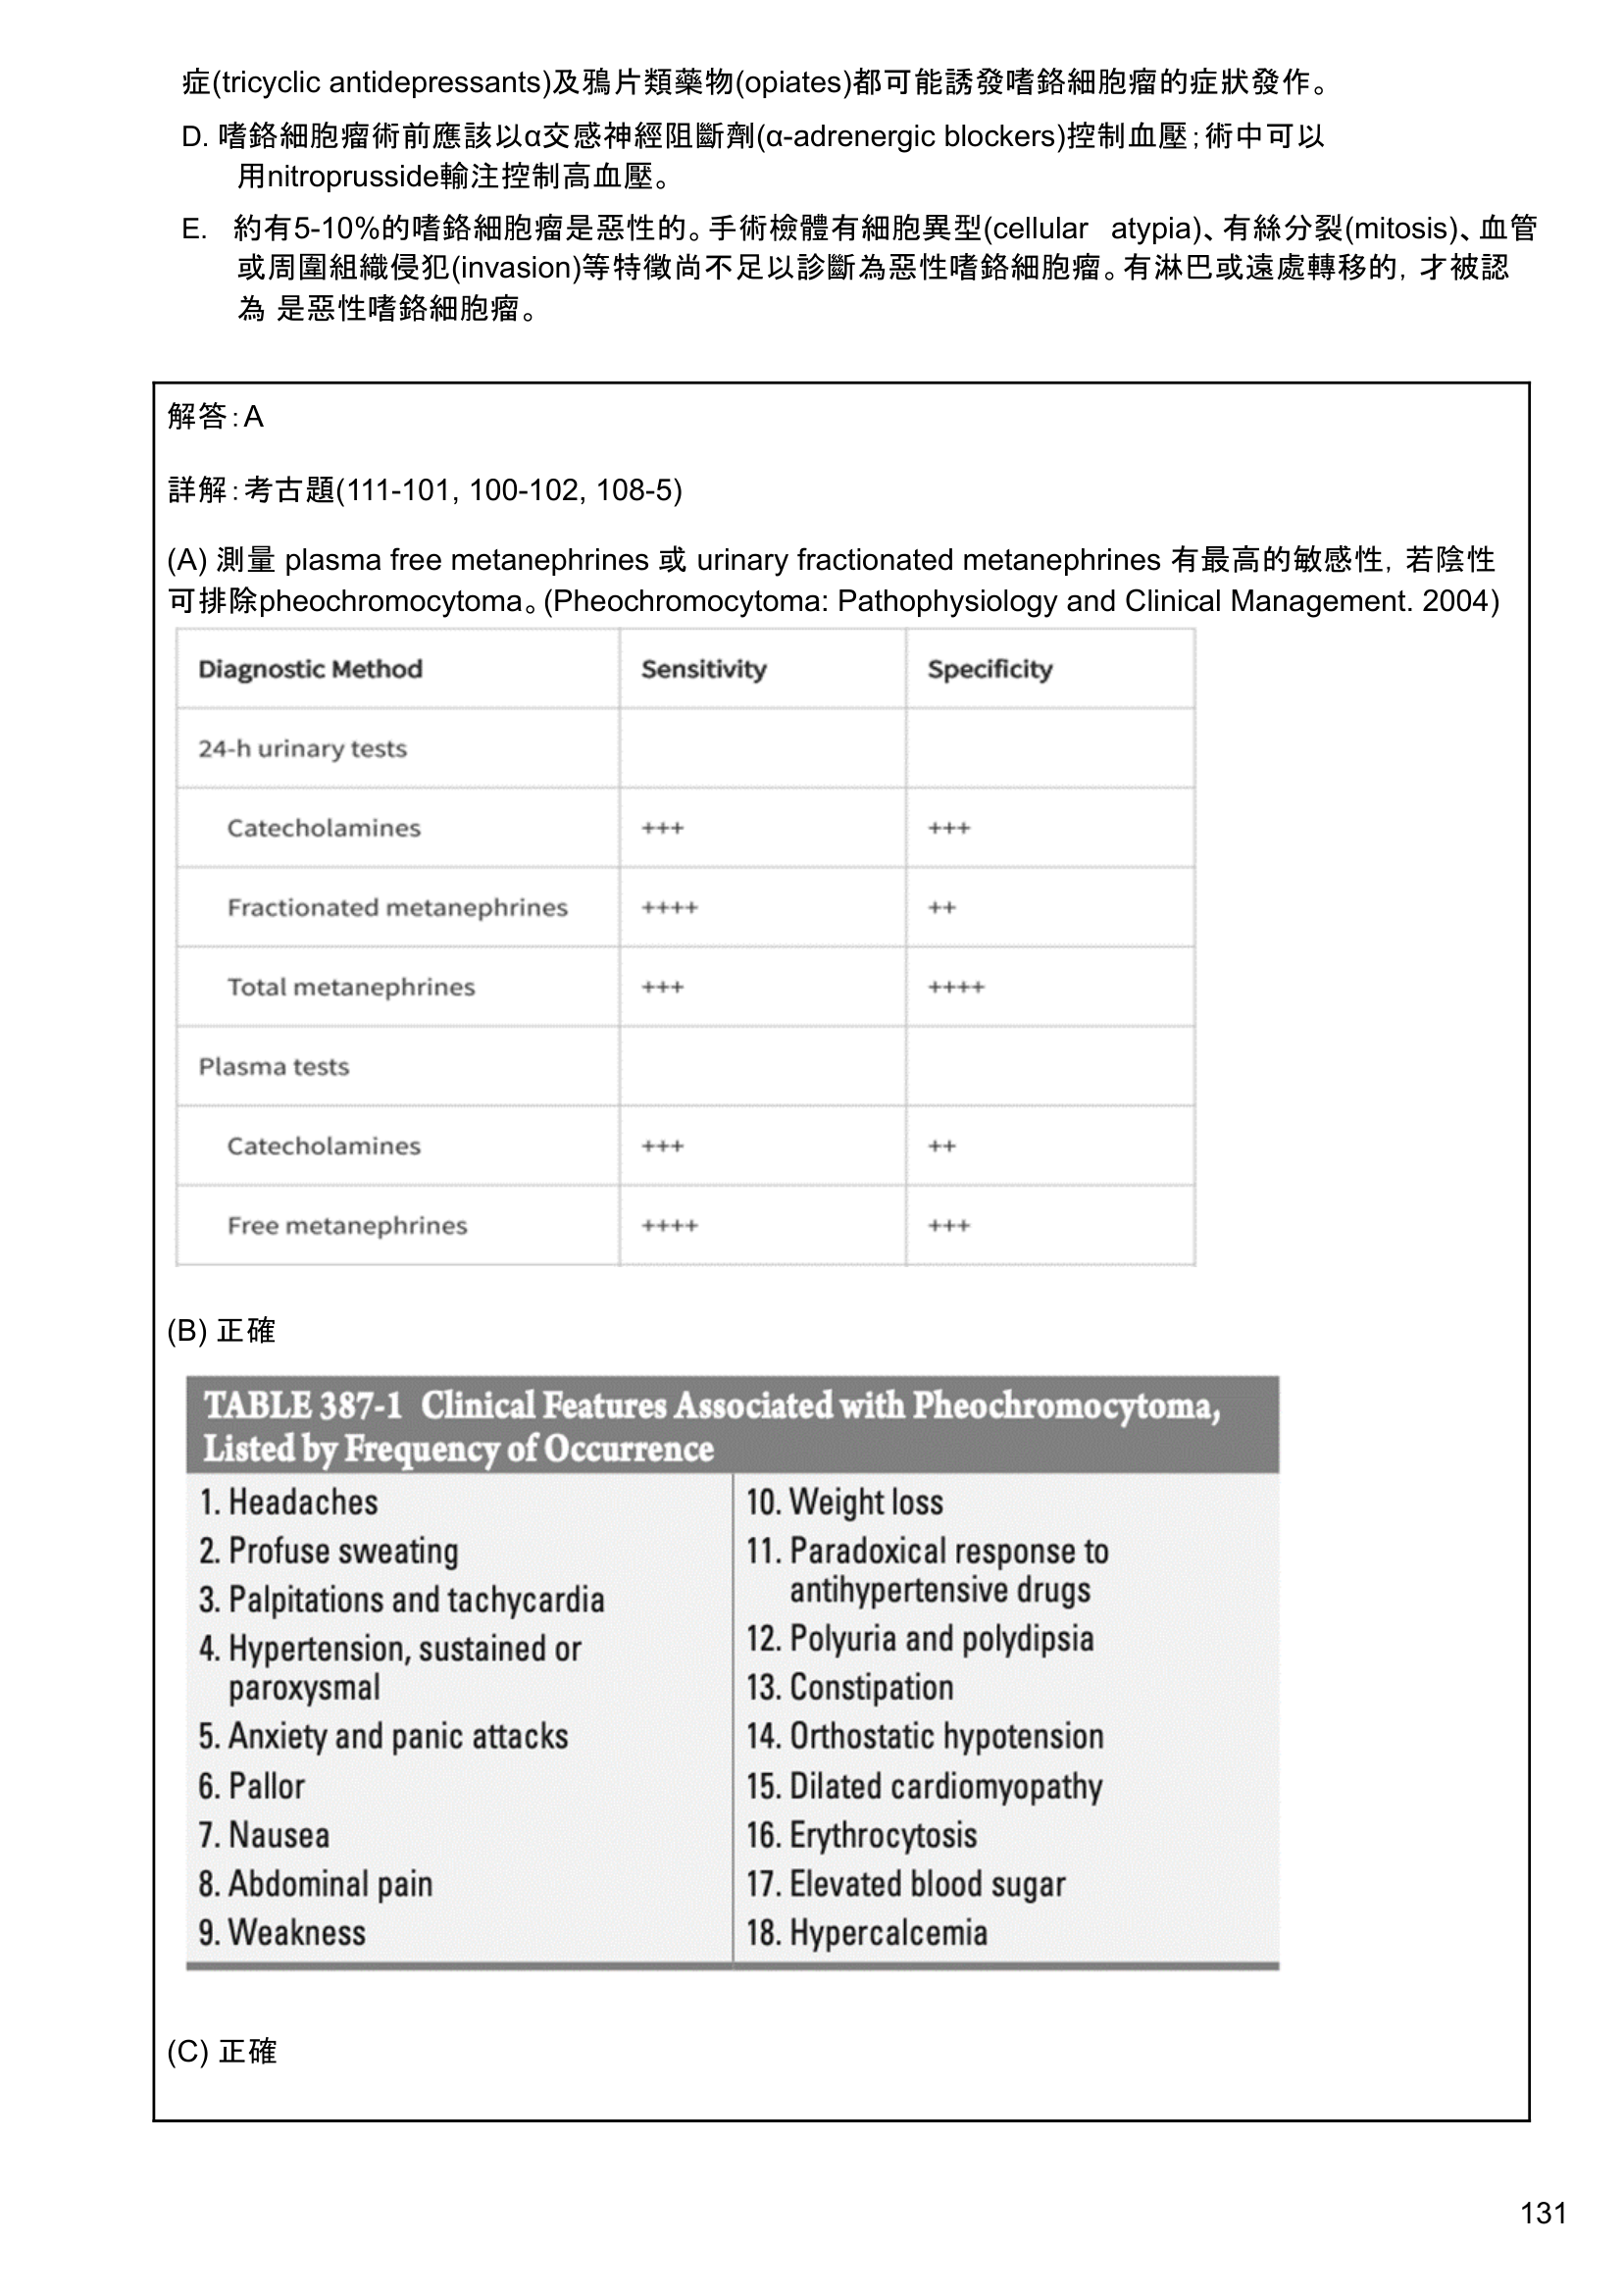 症(tricyclic antidepressants)及鴉片類藥物(opiates)都可能誘發嗜鉻細胞瘤的症狀發作。
D. 嗜鉻細胞瘤術前應該以α交感神經阻斷劑(α-adrenergic blockers)控制血壓；術中可以
用nitroprusside輸注控制高血壓。
E. 約有5-10%的嗜鉻細胞瘤是惡性的。手術檢體有細胞異型(cellular atypia)、有絲分裂(mitosis)、血管
或周圍組織侵犯(invasion)等特徵尚不足以診斷為惡性嗜鉻細胞瘤。有淋巴或遠處轉移的，才被認
為 是惡性嗜鉻細胞瘤。
解答：A
詳解：考古題(111-101, 100-102, 108-5)
(A) 測量 plasma free metanephrines 或 urinary fractionated metanephrines 有最高的敏感性，若陰性
可排除pheochromocytoma。(Pheochromocytoma: Pathophysiology and Clinical Management. 2004)
Diagnostic Method Sensitivity Specificity
24-h urinary tests
Catecholamines +++ +++
Fractionated metanephrines ++++ ++
Total metanephrines +++ ++++
Plasma tests
Catecholamines +++ ++
Free metanephrines ++++ +++
(B) 正確
TABLE 387-1 Clinical Features Associated with Pheochromocytoma,
Listed by Frequency of Occurrence
1. Headaches
2. Profuse sweating
3. Palpitations and tachycardia
4. Hypertension, sustained or
paroxysmal
5. Anxiety and panic attacks
6. Pallor
7. Nausea
8. Abdominal pain
9. Weakness
10. Weight loss
11. Paradoxical response to
antihypertensive drugs
12. Polyuria and polydipsia
13. Constipation
14. Orthostatic hypotension
15. Dilated cardiomyopathy
16. Erythrocytosis
17. Elevated blood sugar
18. Hypercalcemia
(C) 正確
131